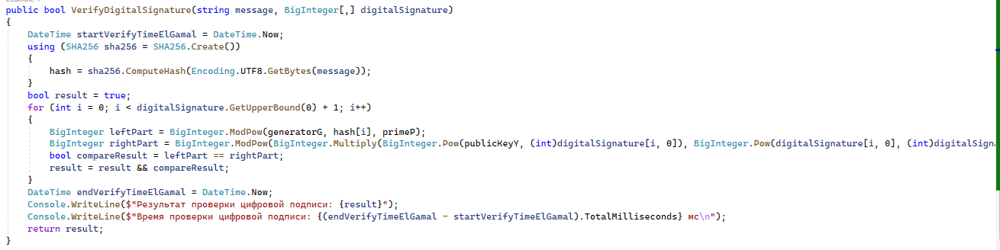 public bool VerifyDigitalSignature(string message, BigInteger[,] digitalSignature)
{
    DateTime startVerifyTimeElGamal = DateTime.Now;
    using (SHA256 sha256 = SHA256.Create())
    {
        hash = sha256.ComputeHash(Encoding.UTF8.GetBytes(message));
    }
    bool result = true;
    for (int i = 0; i < digitalSignature.GetUpperBound(0) + 1; i++)
    {
        BigInteger leftPart = BigInteger.ModPow(generatorG, hash[i], primeP);
        BigInteger rightPart = BigInteger.ModPow(BigInteger.Multiply(BigInteger.Pow(publicKeyY, (int)digitalSignature[i, 0]), BigInteger.Pow(digitalSignature[i, 0], (int)digitalSign
        bool compareResult = leftPart == rightPart;
        result = result && compareResult;
    }
    DateTime endVerifyTimeElGamal = DateTime.Now;
    Console.WriteLine($"Результат проверки цифровой подписи: {result}");
    Console.WriteLine($"Время проверки цифровой подписи: {(endVerifyTimeElGamal - startVerifyTimeElGamal).TotalMilliseconds} мс\n");
    return result;
}